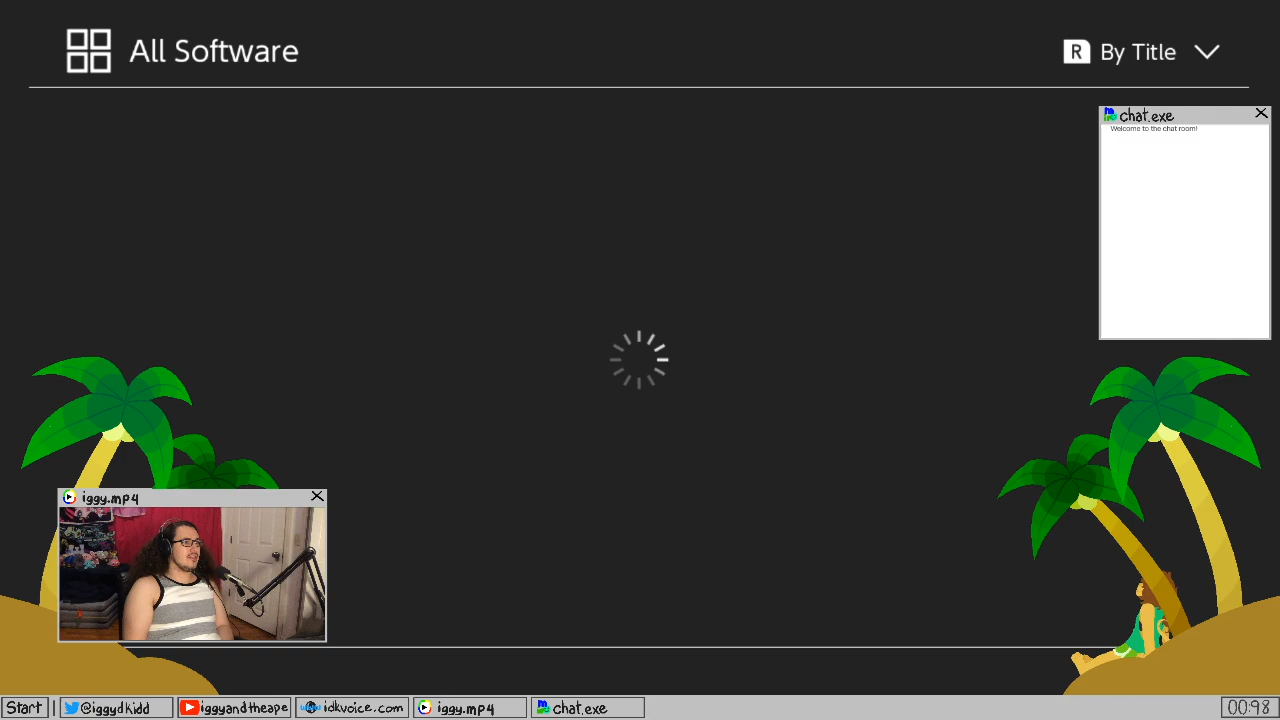 All Software
R By Title
chat.exe
Welcome to the chat room!
iggy.mp4
Start | @iggydkidd iggyandtheape www idkvoice.com iggy.mp4 chat.exe 00:98